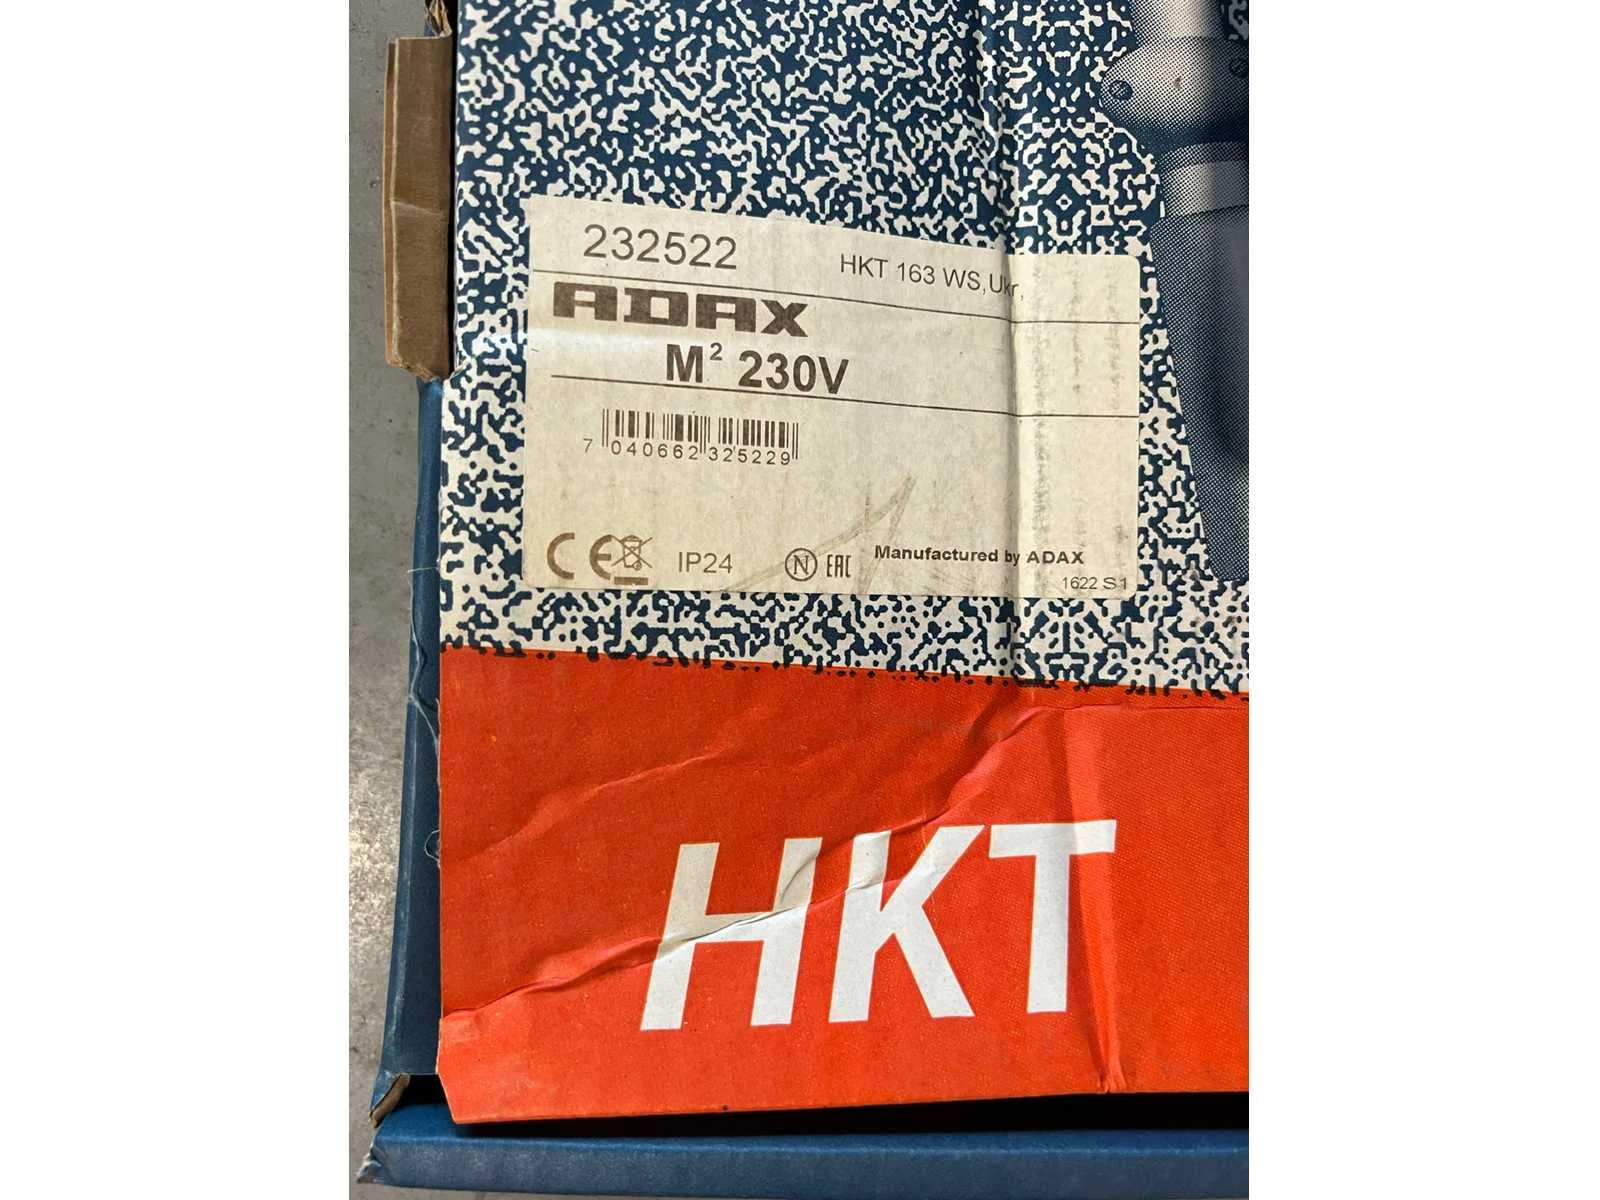 232522
HKT 163 WS,Ukr,
ADAX
M² 230V
7 040662 325229
CE IP24 N EAC Manufactured by ADAX
1622 S1
HKT